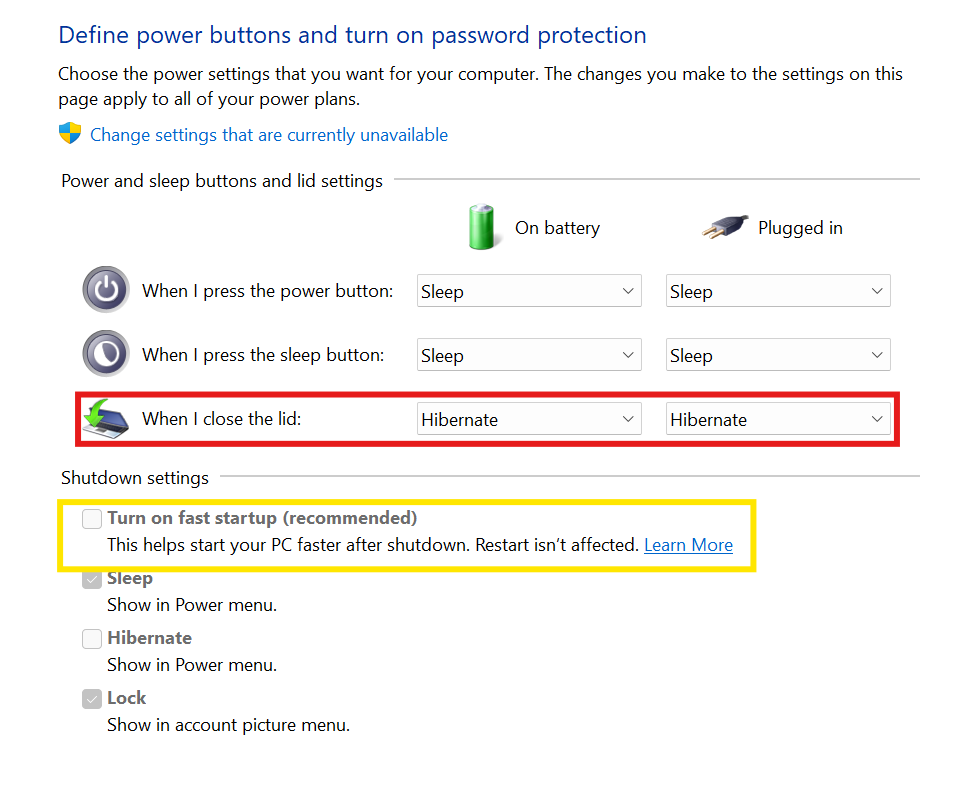 Define power buttons and turn on password protection
Choose the power settings that you want for your computer. The changes you make to the settings on this
page apply to all of your power plans.
Change settings that are currently unavailable
Power and sleep buttons and lid settings
On battery Plugged in
When I press the power button: Sleep Sleep
When I press the sleep button: Sleep Sleep
When I close the lid: Hibernate Hibernate
Shutdown settings
Turn on fast startup (recommended)
This helps start your PC faster after shutdown. Restart isn't affected. Learn More
Sleep
Show in Power menu.
Hibernate
Show in Power menu.
Lock
Show in account picture menu.